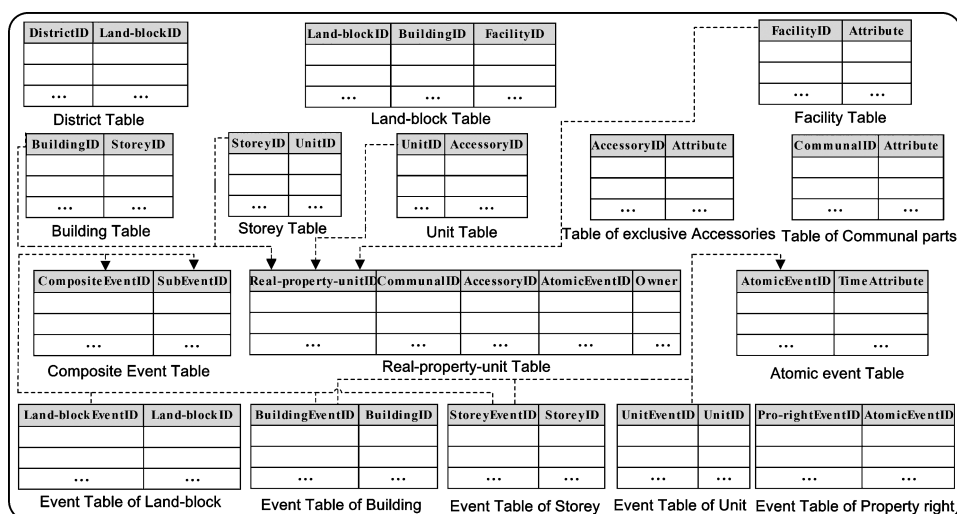 DistrictID Land-blockID
... ...
District Table
Land-blockID BuildingID FacilityID
... ... ...
Land-block Table
FacilityID Attribute
... ...
Facility Table
BuildingID StoreyID
... ...
Building Table
StoreyID UnitID
... ...
Storey Table
UnitID AccessoryID
... ...
Unit Table
AccessoryID Attribute
... ...
Table of exclusive Accessories
CommunalID Attribute
... ...
Table of Communal parts
CompositeEventID SubEventID
... ...
Composite Event Table
Real-property-unitID CommunalID AccessoryID AtomicEventID Owner
... ... ... ... ...
Real-property-unit Table
AtomicEventID TimeAttribute
... ...
Atomic event Table
Land-blockEventID Land-blockID
... ...
Event Table of Land-block
BuildingEventID BuildingID
... ...
Event Table of Building
StoreyEventID StoreyID
... ...
Event Table of Storey
UnitEventID UnitID
... ...
Event Table of Unit
Pro-rightEventID AtomicEventID
... ...
Event Table of Property right